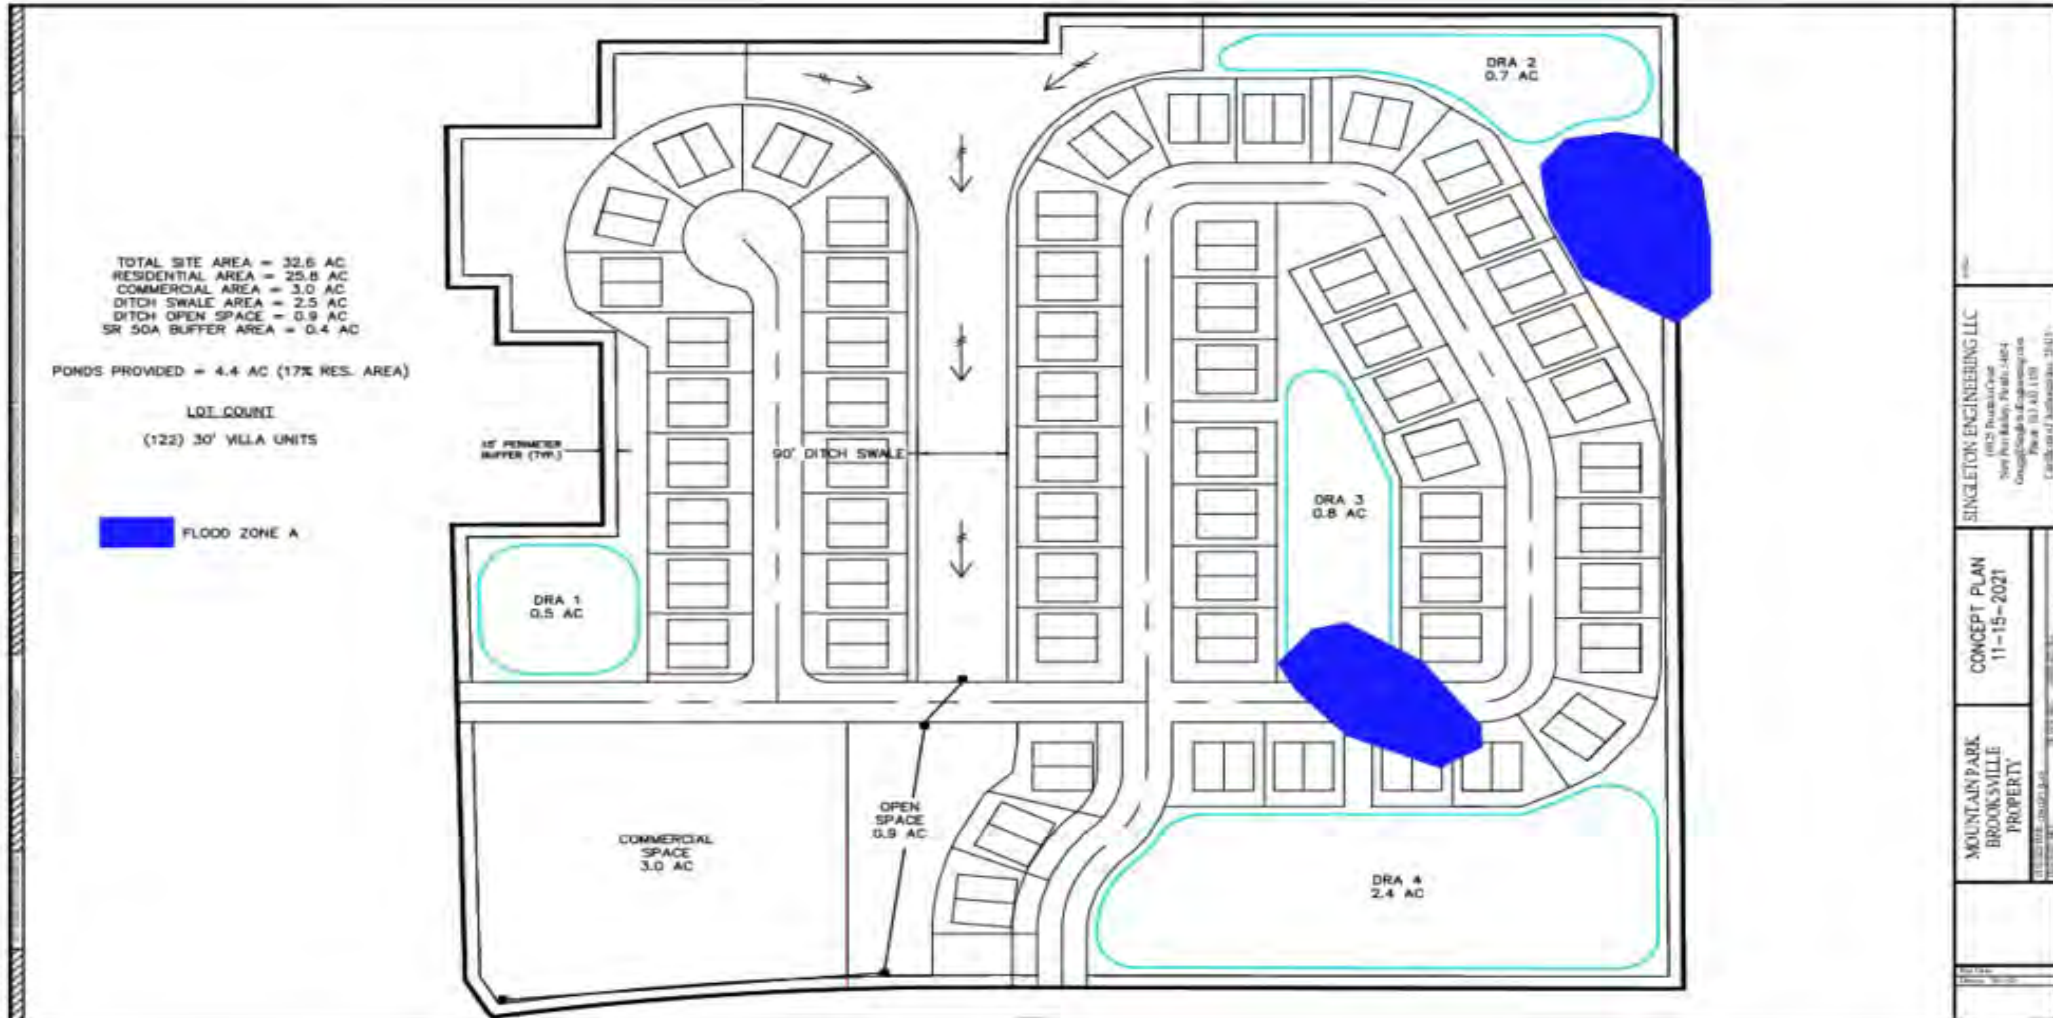 TOTAL SITE AREA = 32.6 AC
RESIDENTIAL AREA = 25.8 AC
COMMERCIAL AREA = 3.0 AC
DITCH SWALE AREA = 2.5 AC
DITCH OPEN SPACE = 0.9 AC
SR 50A BUFFER AREA = 0.4 AC
PONDS PROVIDED = 4.4 AC (17% RES. AREA)
LOT COUNT
(122) 30' VILLA UNITS
FLOOD ZONE A
PERIMETER
BUFFER (TYP.)
90' DITCH SWALE
DRA 1
0.5 AC
DRA 2
0.7 AC
DRA 3
0.8 AC
DRA 4
2.4 AC
COMMERCIAL
SPACE
3.0 AC
OPEN
SPACE
0.9 AC
SINGLETON ENGINEERING LLC
CONCEPT PLAN
11-15-2021
MOUNTAIN PARK
BROOKSVILLE
PROPERTY